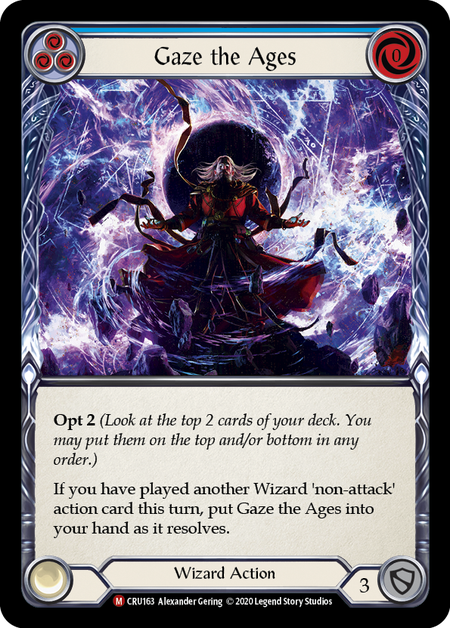 Gaze the Ages
0
Opt 2 (Look at the top 2 cards of your deck. You
may put them on the top and/or bottom in any
order.)
If you have played another Wizard 'non-attack'
action card this turn, put Gaze the Ages into
your hand as it resolves.
Wizard Action
3
M CRU163 Alexander Gering © 2020 Legend Story Studios